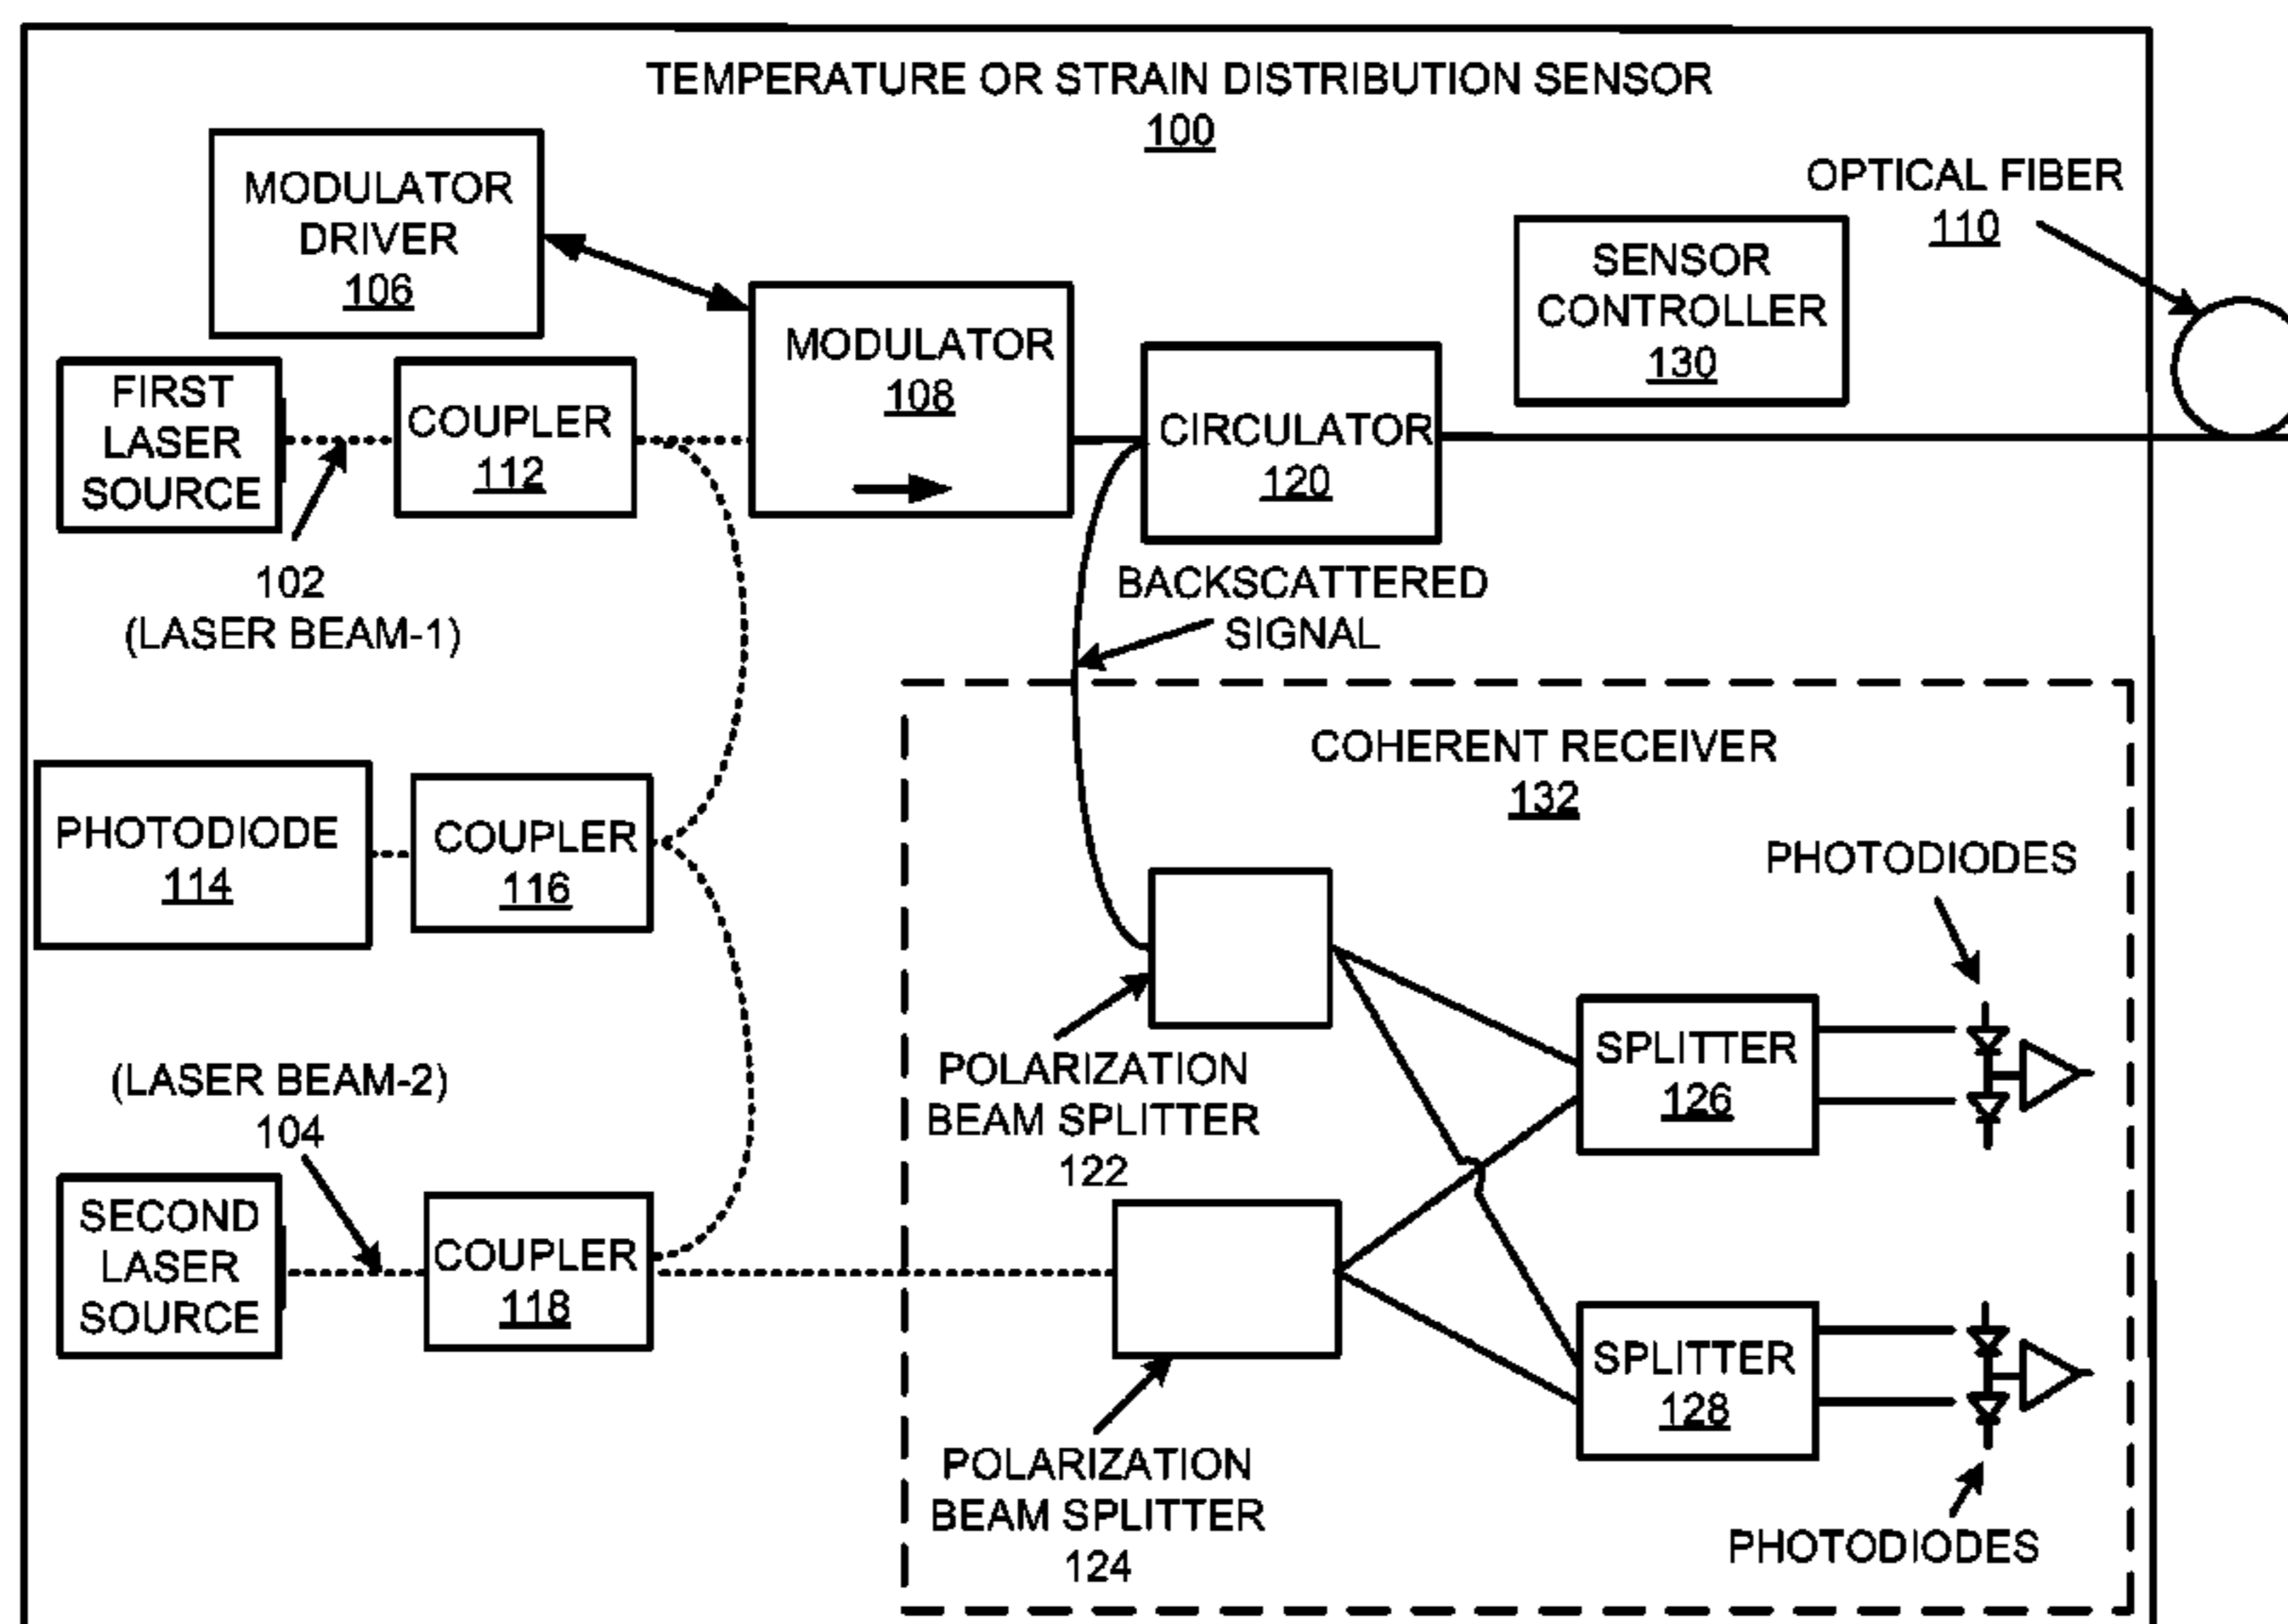 TEMPERATURE OR STRAIN DISTRIBUTION SENSOR
100
MODULATOR
DRIVER
106
OPTICAL FIBER
110
SENSOR
CONTROLLER
130
MODULATOR
108
FIRST
LASER
SOURCE
COUPLER
112
CIRCULATOR
120
102
(LASER BEAM-1)
BACKSCATTERED
SIGNAL
COHERENT RECEIVER
132
PHOTODIODE
114
COUPLER
116
PHOTODIODES
POLARIZATION
BEAM SPLITTER
122
SPLITTER
126
(LASER BEAM-2)
104
SECOND
LASER
SOURCE
COUPLER
118
SPLITTER
128
POLARIZATION
BEAM SPLITTER
124
PHOTODIODES